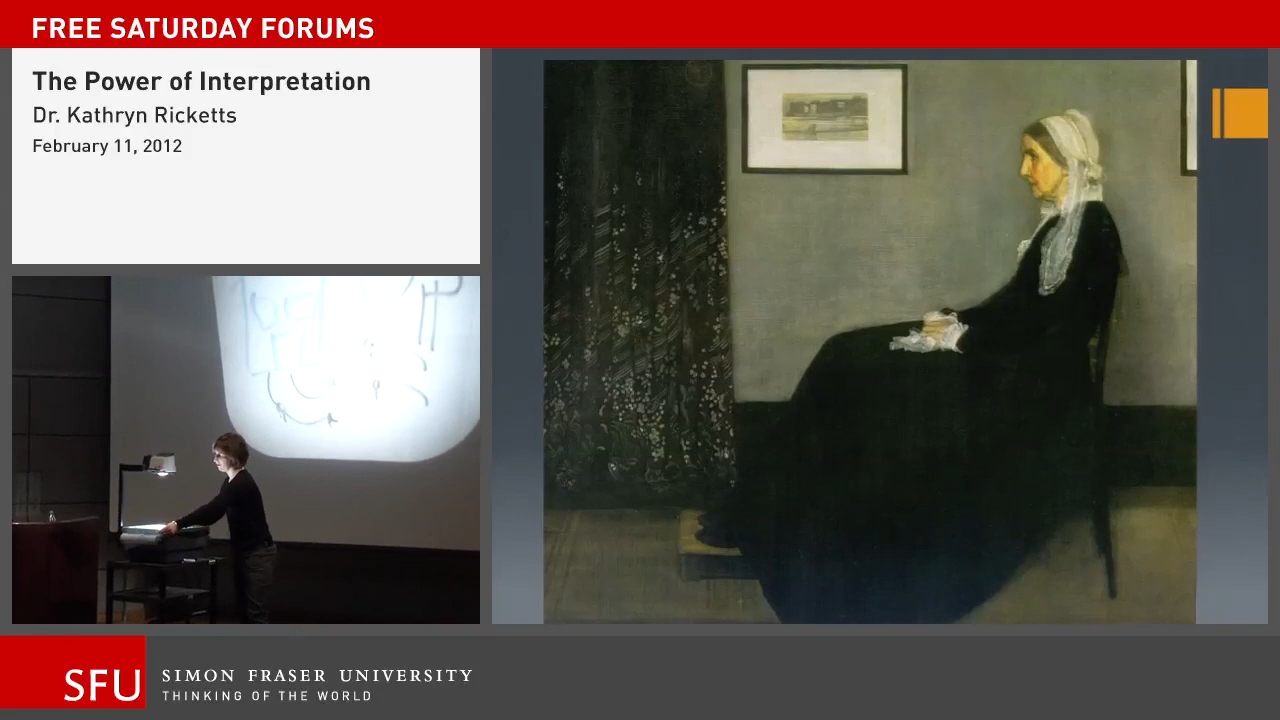 FREE SATURDAY FORUMS
The Power of Interpretation
Dr. Kathryn Ricketts
February 11, 2012
SFU
SIMON FRASER UNIVERSITY
THINKING OF THE WORLD